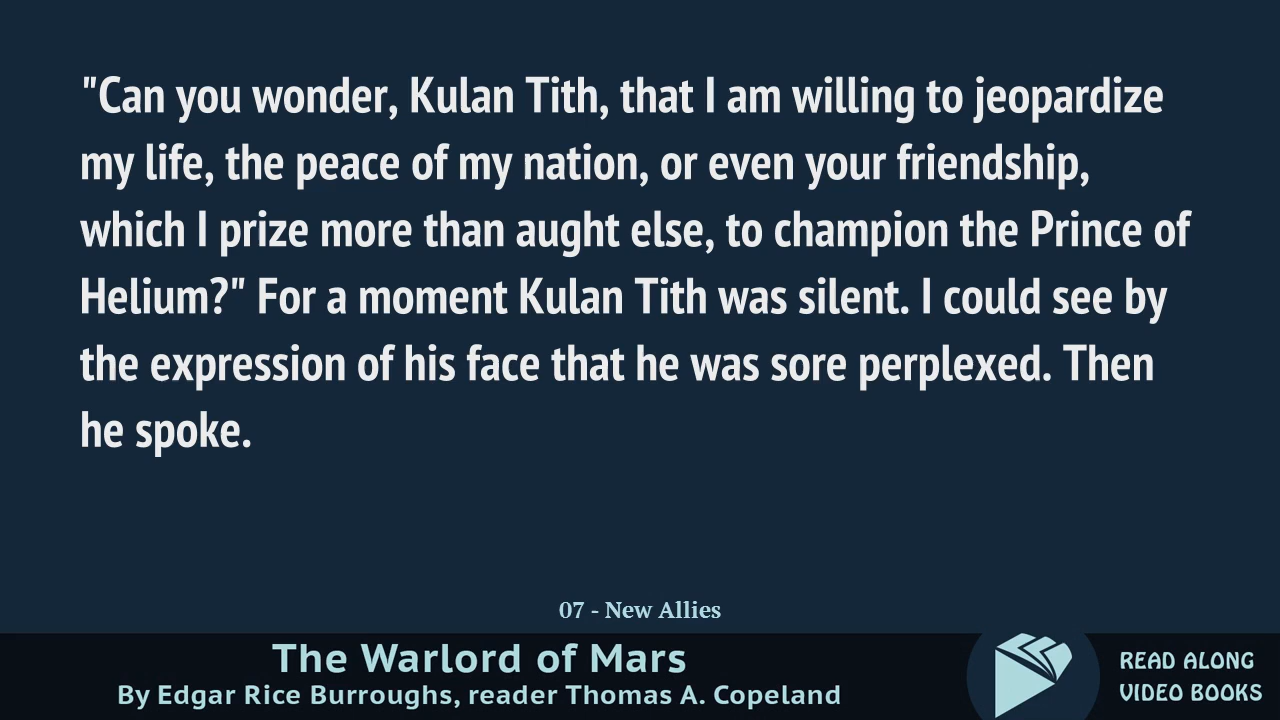 "Can you wonder, Kulan Tith, that I am willing to jeopardize
my life, the peace of my nation, or even your friendship,
which I prize more than aught else, to champion the Prince of
Helium?" For a moment Kulan Tith was silent. I could see by
the expression of his face that he was sore perplexed. Then
he spoke.
07 - New Allies
The Warlord of Mars
By Edgar Rice Burroughs, reader Thomas A. Copeland
READ ALONG
VIDEO BOOKS